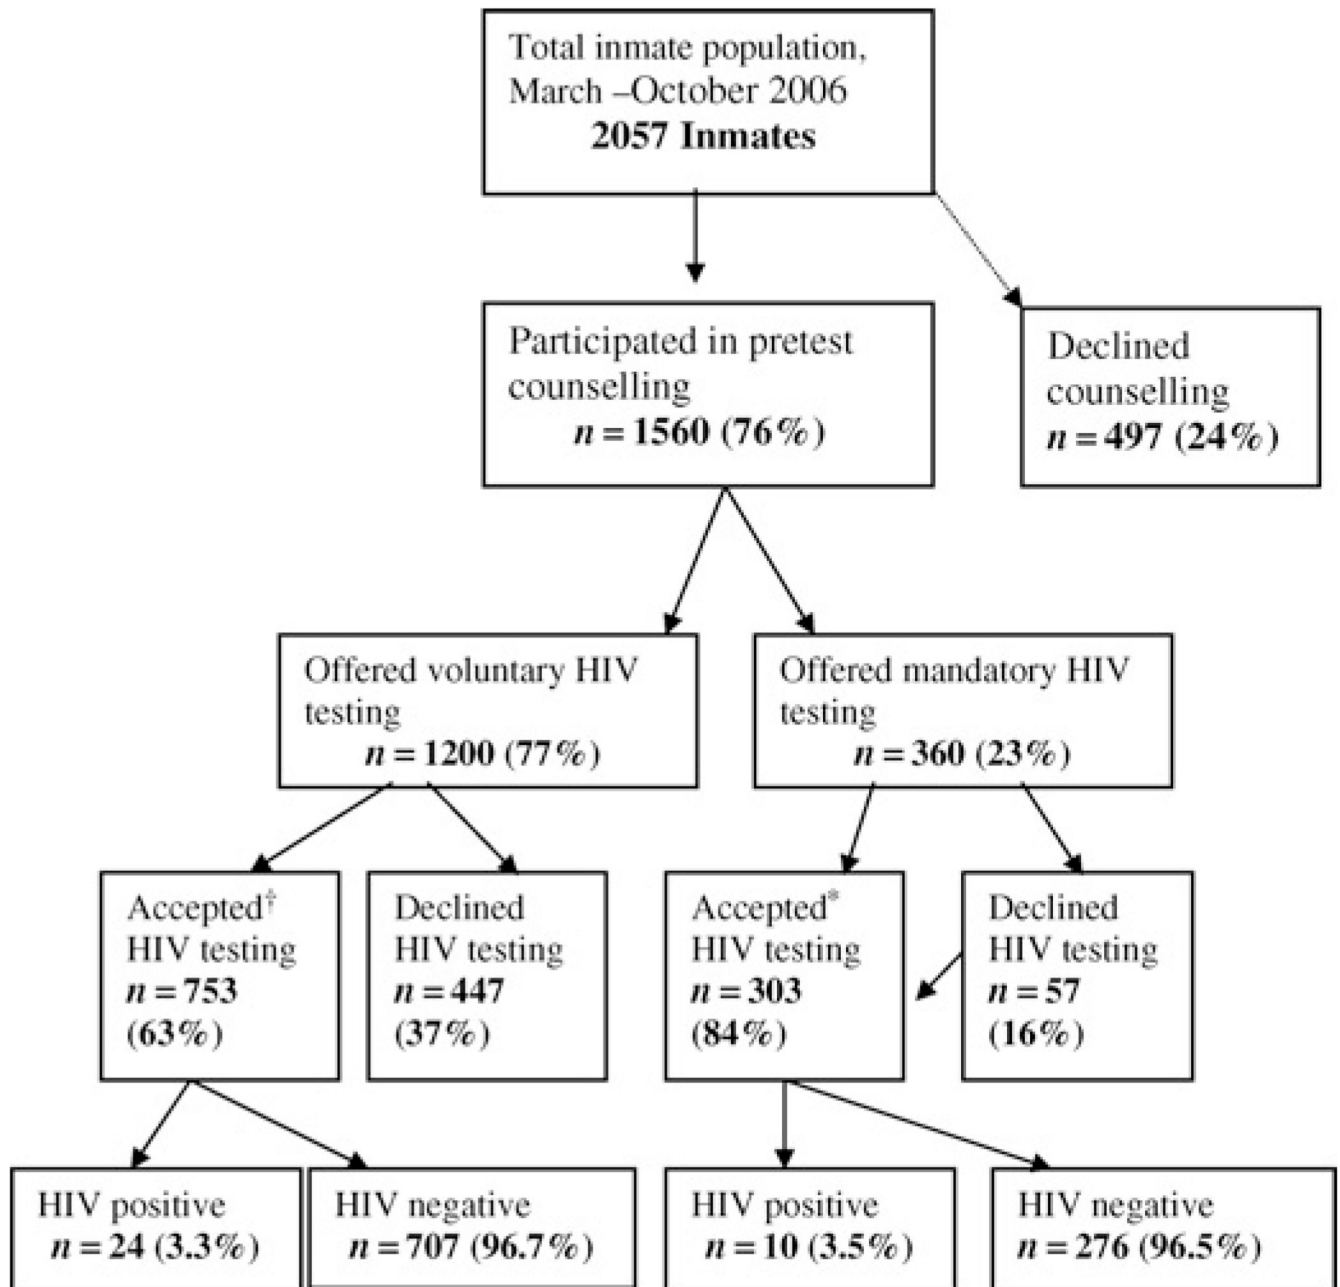 Total inmate population,
March –October 2006
2057 Inmates
Participated in pretest
counselling
n = 1560 (76%)
Declined
counselling
n = 497 (24%)
Offered voluntary HIV
testing
n = 1200 (77%)
Offered mandatory HIV
testing
n = 360 (23%)
Accepted†
HIV testing
n = 753
(63%)
Declined
HIV testing
n = 447
(37%)
Accepted*
HIV testing
n = 303
(84%)
Declined
HIV testing
n = 57
(16%)
HIV positive
n = 24 (3.3%)
HIV negative
n = 707 (96.7%)
HIV positive
n = 10 (3.5%)
HIV negative
n = 276 (96.5%)